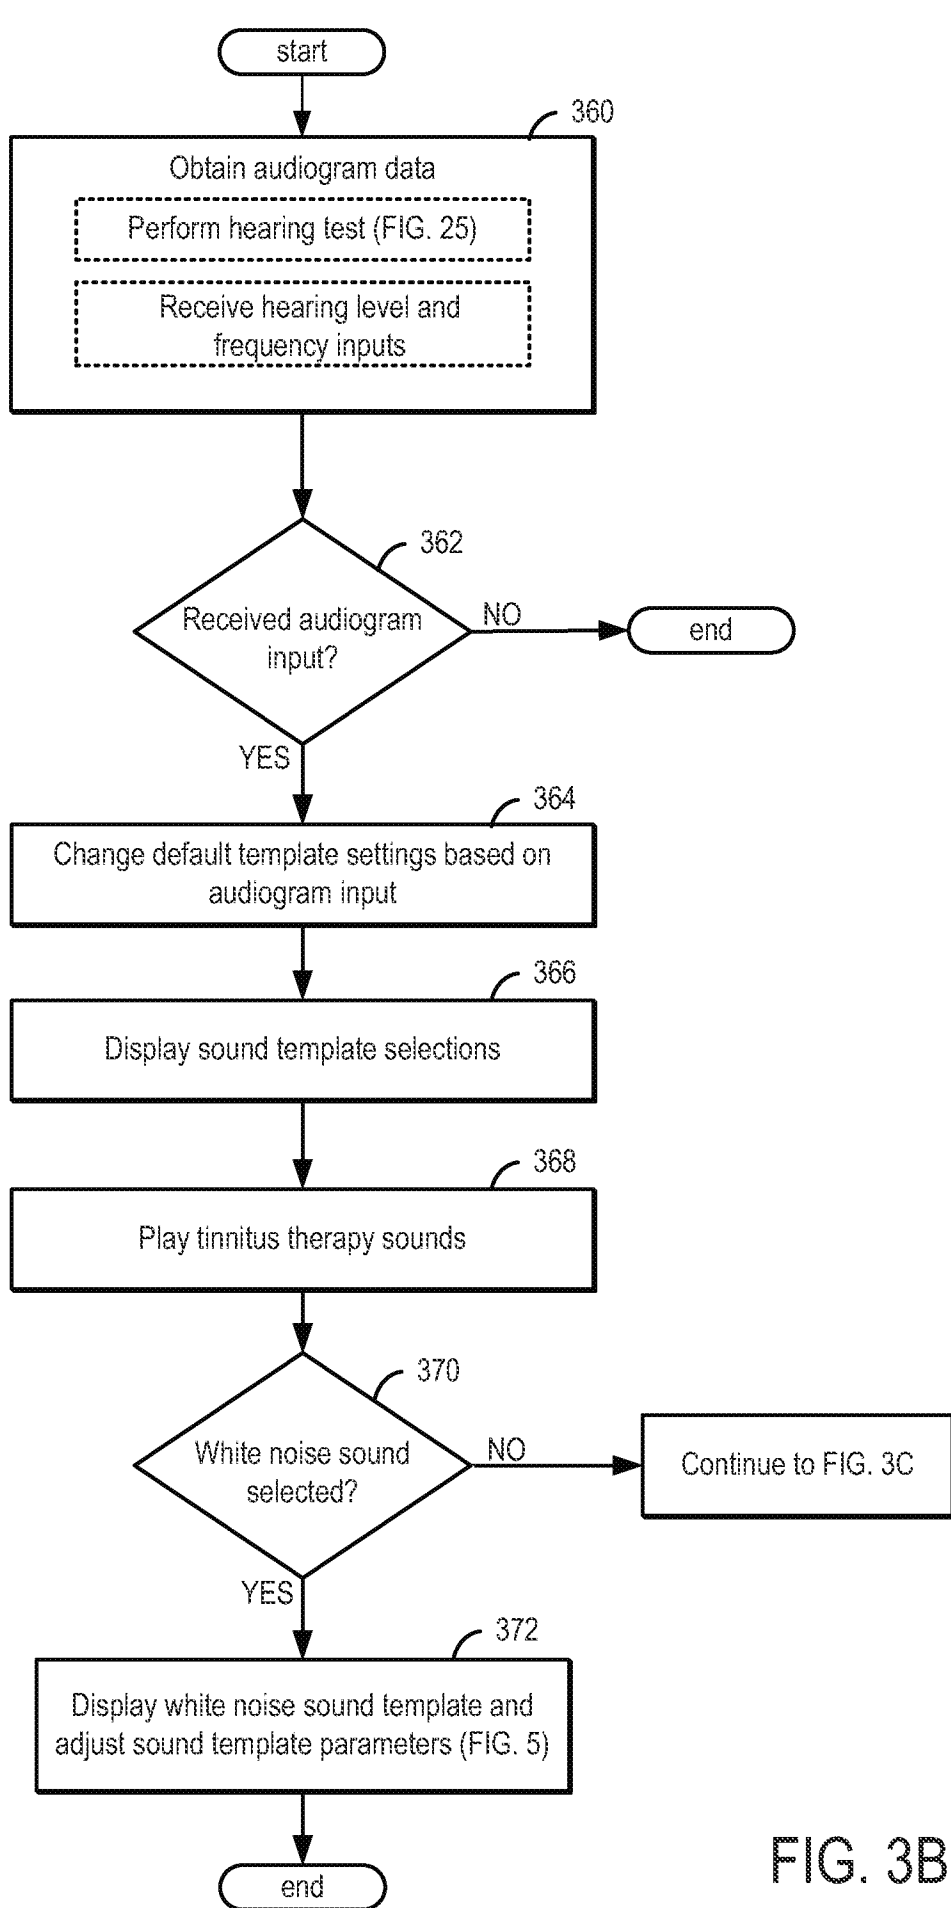 start
360
Obtain audiogram data
Perform hearing test (FIG. 25)
Receive hearing level and
frequency inputs
362
Received audiogram
input?
NO
end
YES
364
Change default template settings based on
audiogram input
366
Display sound template selections
368
Play tinnitus therapy sounds
370
White noise sound
selected?
NO
Continue to FIG. 3C
YES
372
Display white noise sound template and
adjust sound template parameters (FIG. 5)
end
FIG. 3B